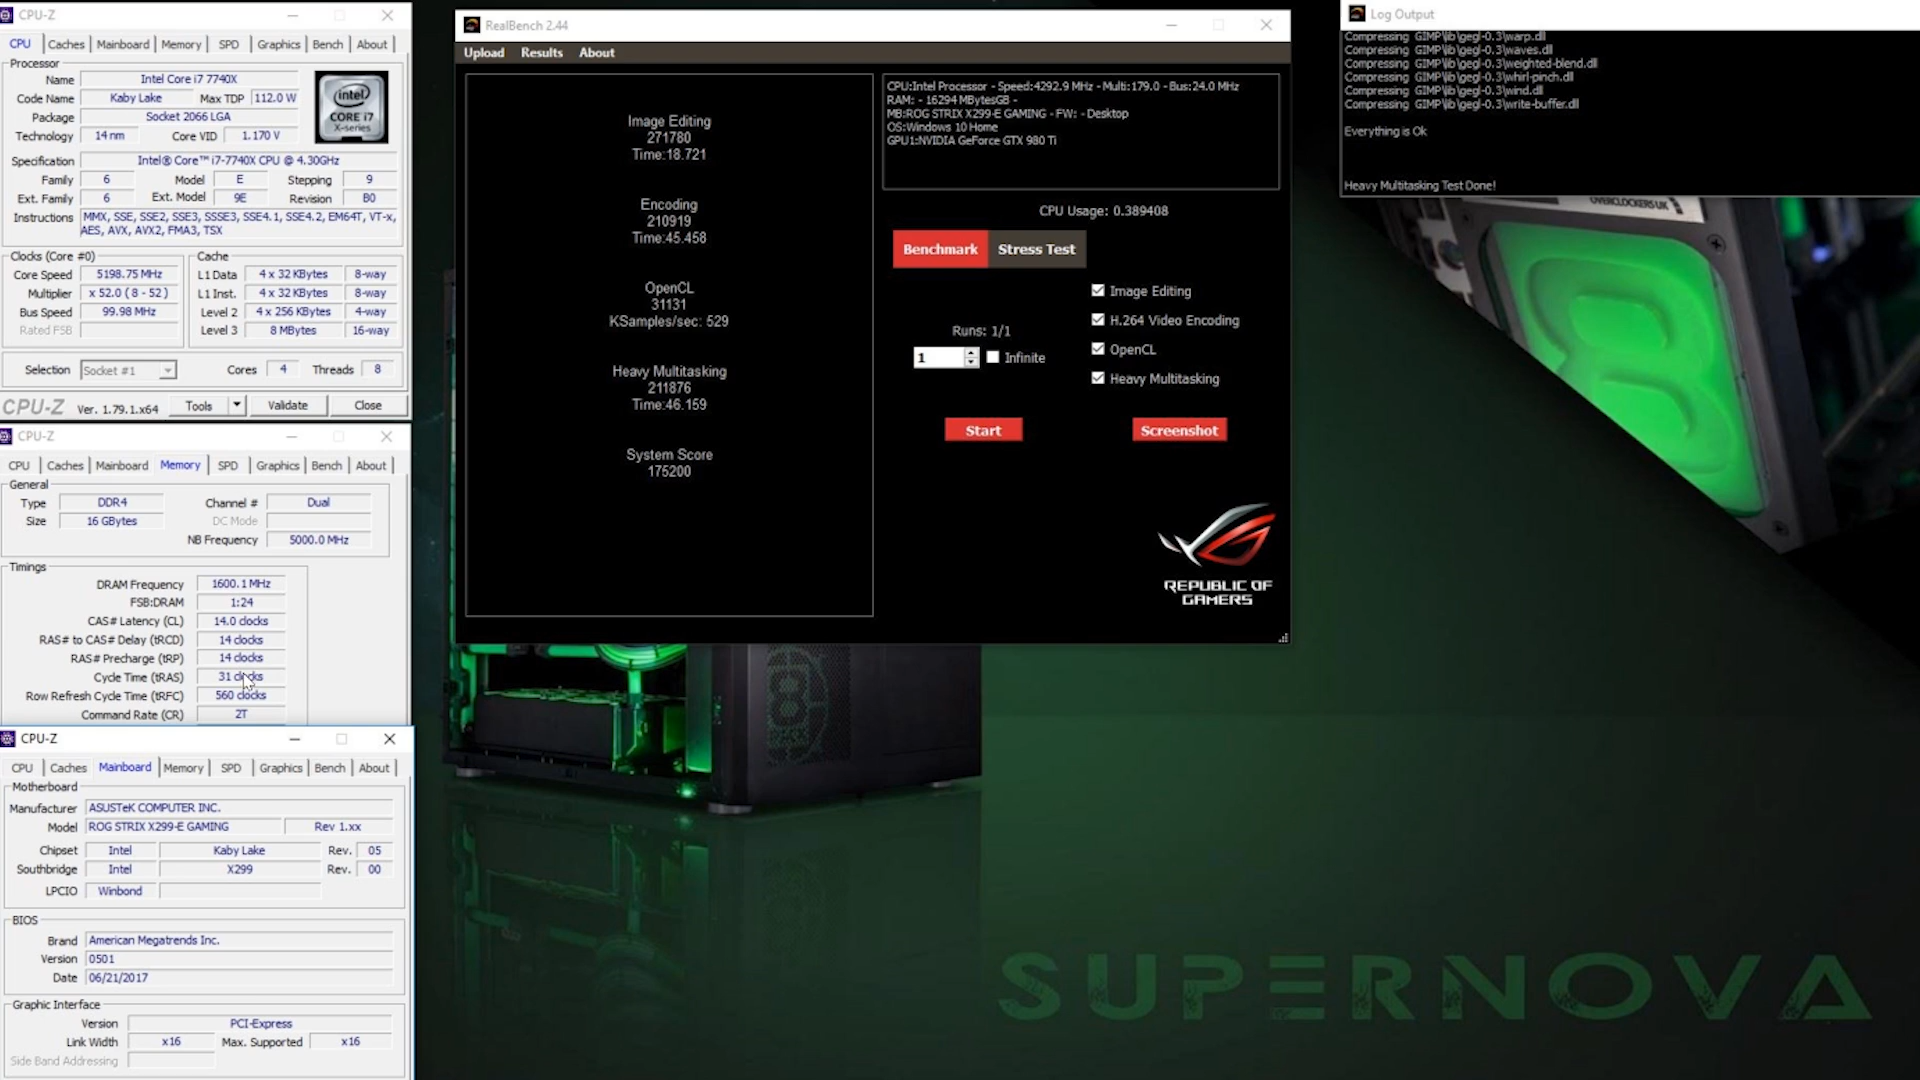 CPU-Z
CPU Caches Mainboard Memory SPD Graphics Bench About
Processor
Name Intel Core i7 7740X
Code Name Kaby Lake Max TDP 112.0 W
Package Socket 2066 LGA
Technology 14 nm Core VID 1.170 V
intel CORE i7 X-series
Specification Intel® Core™ i7-7740X CPU @ 4.30GHz
Family 6 Model E Stepping 9
Ext. Family 6 Ext. Model 9E Revision B0
Instructions MMX, SSE, SSE2, SSE3, SSSE3, SSE4.1, SSE4.2, EM64T, VT-x,
AES, AVX, AVX2, FMA3, TSX
Clocks (Core #0)
Core Speed 5198.75 MHz
Multiplier x 52.0 ( 8 - 52 )
Bus Speed 99.98 MHz
Rated FSB
Cache
L1 Data 4 x 32 KBytes 8-way
L1 Inst. 4 x 32 KBytes 8-way
Level 2 4 x 256 KBytes 4-way
Level 3 8 MBytes 16-way
Selection Socket #1 Cores 4 Threads 8
CPU-Z Ver. 1.79.1.x64 Tools Validate Close
CPU-Z
CPU Caches Mainboard Memory SPD Graphics Bench About
General
Type DDR4 Channel # Dual
Size 16 GBytes DC Mode
NB Frequency 5000.0 MHz
Timings
DRAM Frequency 1600.1 MHz
FSB:DRAM 1:24
CAS# Latency (CL) 14.0 clocks
RAS# to CAS# Delay (tRCD) 14 clocks
RAS# Precharge (tRP) 14 clocks
Cycle Time (tRAS) 31 clocks
Row Refresh Cycle Time (tRFC) 560 clocks
Command Rate (CR) 2T
CPU-Z
CPU Caches Mainboard Memory SPD Graphics Bench About
Motherboard
Manufacturer ASUSTeK COMPUTER INC.
Model ROG STRIX X299-E GAMING Rev 1.xx
Chipset Intel Kaby Lake Rev. 05
Southbridge Intel X299 Rev. 00
LPCIO Winbond
BIOS
Brand American Megatrends Inc.
Version 0501
Date 06/21/2017
Graphic Interface
Version PCI-Express
Link Width x16 Max. Supported x16
Side Band Addressing
RealBench 2.44
Upload Results About
Image Editing
271780
Time:18.721
Encoding
210919
Time:45.458
OpenCL
31131
KSamples/sec: 529
Heavy Multitasking
211876
Time:46.159
System Score
175200
CPU:Intel Processor - Speed:4292.9 MHz - Multi:179.0 - Bus:24.0 MHz
RAM: - 16294 MBytesGB -
MB:ROG STRIX X299-E GAMING - FW: - Desktop
OS:Windows 10 Home
GPU1:NVIDIA GeForce GTX 980 Ti
CPU Usage: 0.389408
Benchmark Stress Test
Image Editing
H.264 Video Encoding
OpenCL
Heavy Multitasking
Runs: 1/1
1 Infinite
Start Screenshot
REPUBLIC OF
GAMERS
Log Output
Compressing GIMP\lib\gegl-0.3\warp.dll
Compressing GIMP\lib\gegl-0.3\waves.dll
Compressing GIMP\lib\gegl-0.3\weighted-blend.dll
Compressing GIMP\lib\gegl-0.3\whirl-pinch.dll
Compressing GIMP\lib\gegl-0.3\wind.dll
Compressing GIMP\lib\gegl-0.3\write-buffer.dll
Everything is Ok
Heavy Multitasking Test Done!
OVERCLOCKERS UK
SUPERNOVA